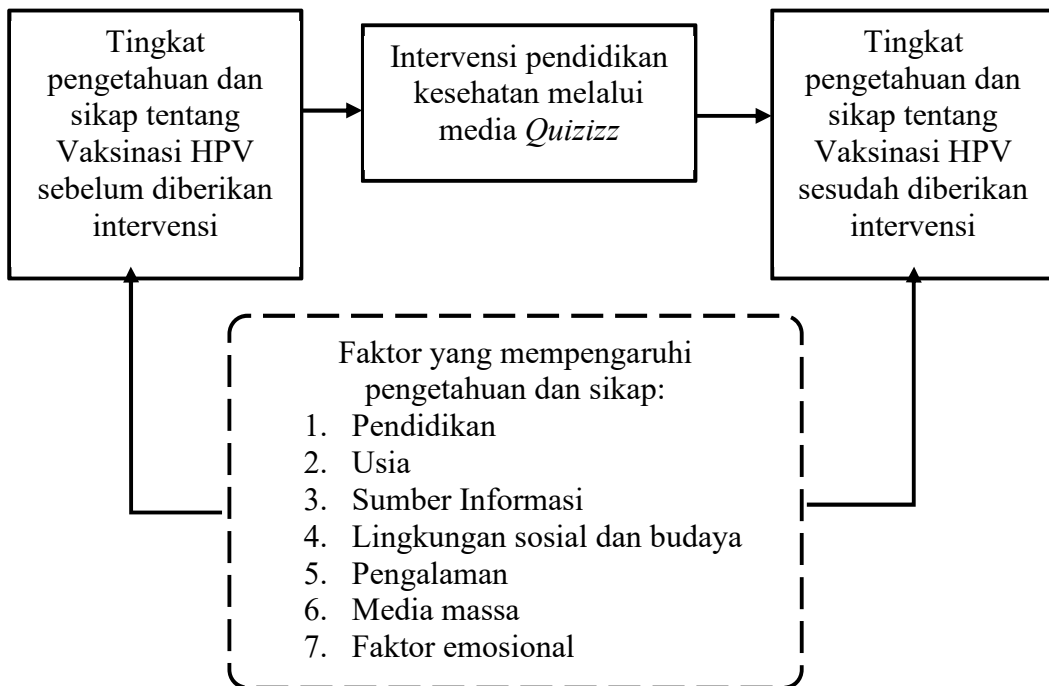 Tingkat
pengetahuan dan
sikap tentang
Vaksinasi HPV
sebelum diberikan
intervensi
Intervensi pendidikan
kesehatan melalui
media Quizizz
Tingkat
pengetahuan dan
sikap tentang
Vaksinasi HPV
sesudah diberikan
intervensi
Faktor yang mempengaruhi
pengetahuan dan sikap:
1. Pendidikan
2. Usia
3. Sumber Informasi
4. Lingkungan sosial dan budaya
5. Pengalaman
6. Media massa
7. Faktor emosional